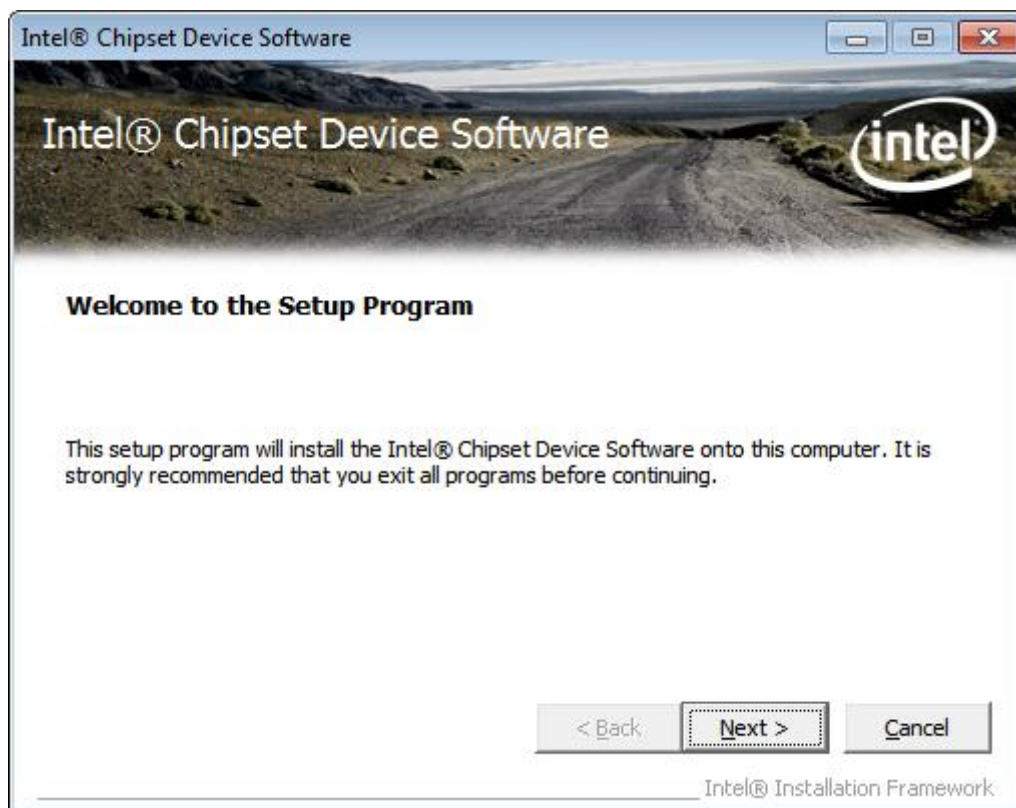 Intel® Chipset Device Software
Intel® Chipset Device Software
intel
Welcome to the Setup Program
This setup program will install the Intel® Chipset Device Software onto this computer. It is
strongly recommended that you exit all programs before continuing.
< Back Next > Cancel
Intel® Installation Framework